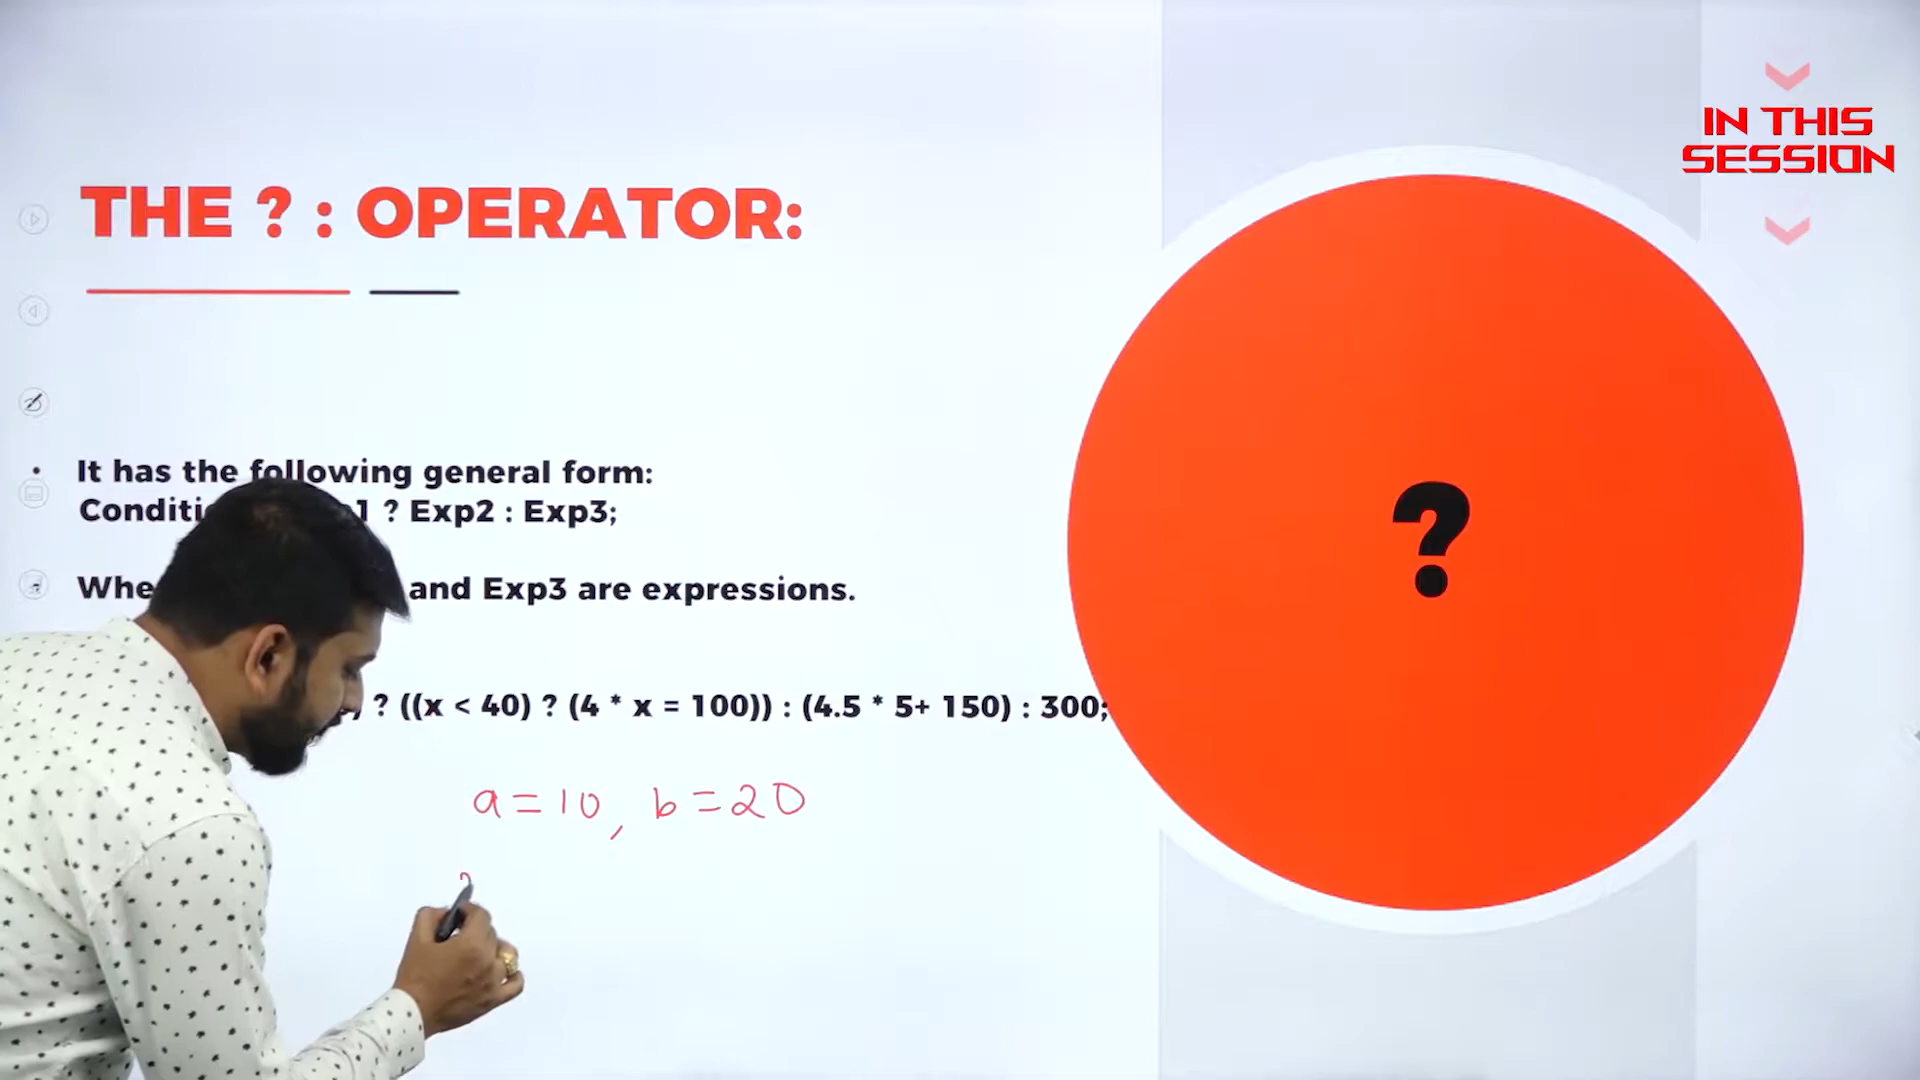 IN THIS
SESSION
THE ? : OPERATOR:
• It has the following general form:
? Exp2 : Exp3;
and Exp3 are expressions.
? ((x < 40) ? (4 * x = 100)) : (4.5 * 5+ 150) : 300;
a = 10, b = 20
?